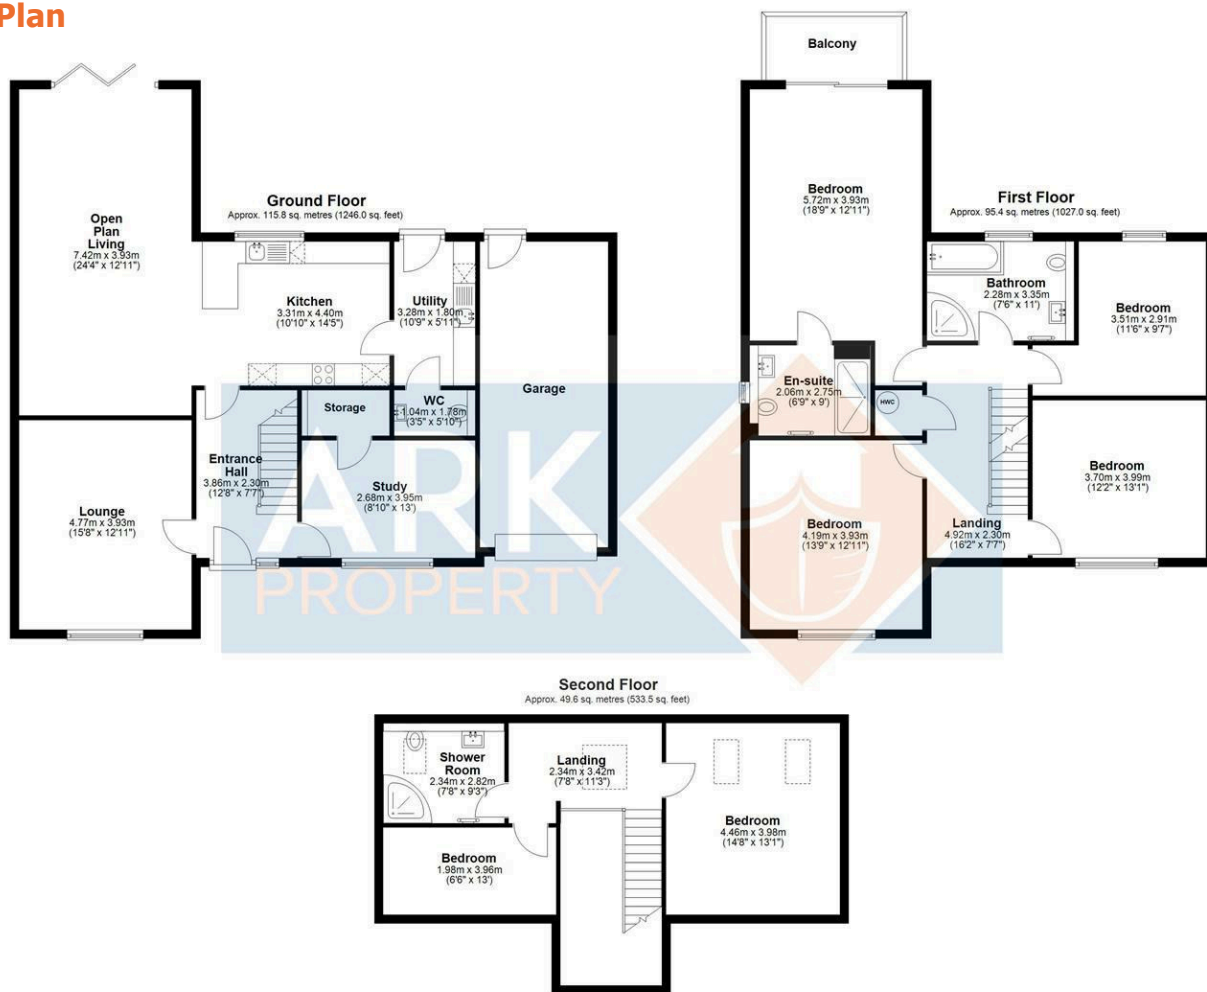 Plan
Balcony
Ground Floor
Approx. 115.8 sq. metres (1246.0 sq. feet)
Open
Plan
Living
7.42m x 3.93m
(24'4" x 12'11")
Kitchen
3.31m x 4.40m
(10'10" x 14'5")
Utility
3.28m x 1.80m
(10'9" x 5'11")
Garage
Storage
WC
1.04m x 1.78m
(3'5" x 5'10")
Entrance
Hall
3.86m x 2.30m
(12'8" x 7'7")
Study
2.68m x 3.95m
(8'10" x 13')
Lounge
4.77m x 3.93m
(15'8" x 12'11")
First Floor
Approx. 95.4 sq. metres (1027.0 sq. feet)
Bedroom
5.72m x 3.93m
(18'9" x 12'11")
Bathroom
2.28m x 3.35m
(7'6" x 11')
Bedroom
3.51m x 2.91m
(11'6" x 9'7")
En-suite
2.06m x 2.75m
(6'9" x 9')
HWC
Bedroom
3.70m x 3.99m
(12'2" x 13'1")
Bedroom
4.19m x 3.93m
(13'9" x 12'11")
Landing
4.92m x 2.30m
(16'2" x 7'7")
ARK
PROPERTY
Second Floor
Approx. 49.6 sq. metres (533.5 sq. feet)
Shower
Room
2.34m x 2.82m
(7'8" x 9'3")
Landing
2.34m x 3.42m
(7'8" x 11'3")
Bedroom
4.46m x 3.98m
(14'8" x 13'1")
Bedroom
1.98m x 3.96m
(6'6" x 13')